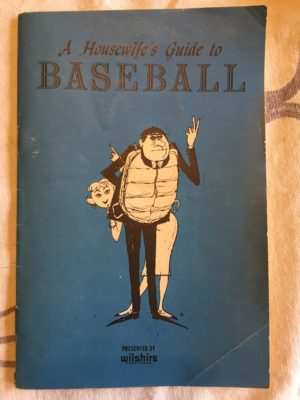 A Housewife's Guide to
BASEBALL
PRESENTED BY
wilshire